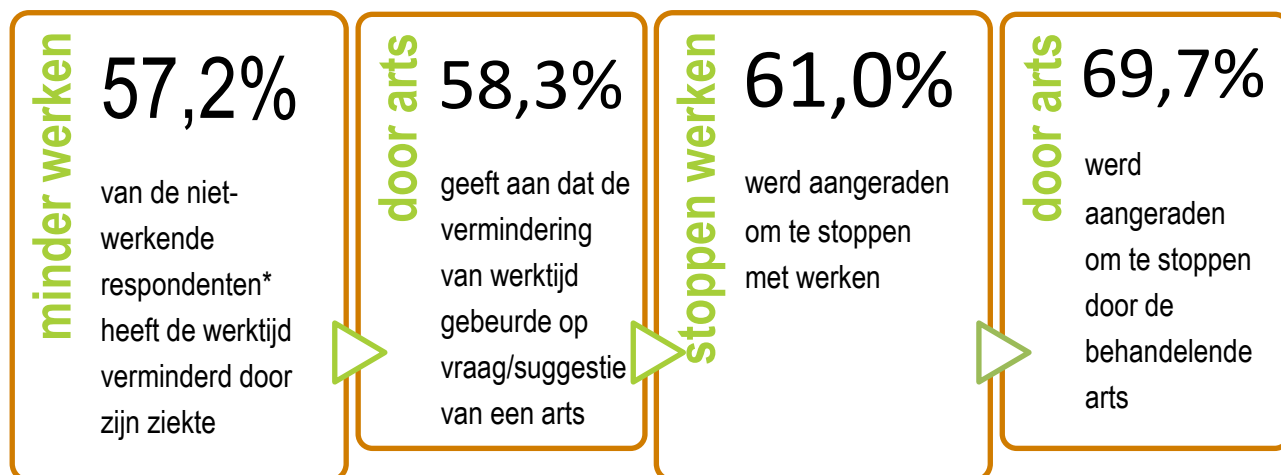 minder werken
57,2%
van de niet-
werkende
respondenten*
heeft de werktijd
verminderd door
zijn ziekte
door arts
58,3%
geeft aan dat de
vermindering
van werktijd
gebeurde op
vraag/suggestie
van een arts
stoppen werken
61,0%
werd aangeraden
om te stoppen
met werken
door arts
69,7%
werd
aangeraden
om te stoppen
door de
behandelende
arts